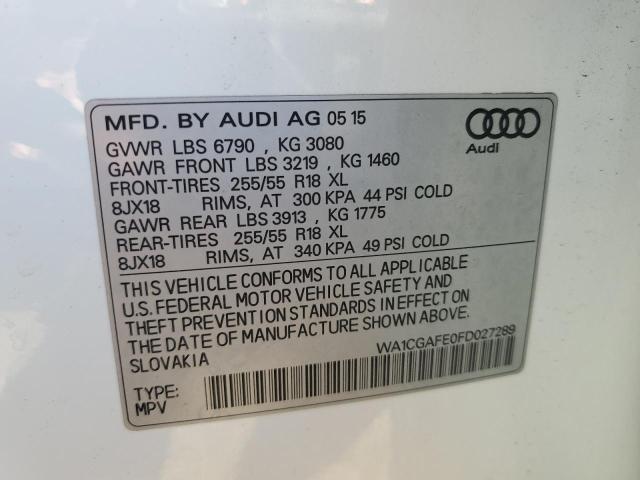 MFD. BY AUDI AG 05 15
Audi
GVWR LBS 6790 , KG 3080
GAWR FRONT LBS 3219 , KG 1460
FRONT-TIRES 255/55 R18 XL
8JX18 RIMS, AT 300 KPA 44 PSI COLD
GAWR REAR LBS 3913 , KG 1775
REAR-TIRES 255/55 R18 XL
8JX18 RIMS, AT 340 KPA 49 PSI COLD
THIS VEHICLE CONFORMS TO ALL APPLICABLE
U.S. FEDERAL MOTOR VEHICLE SAFETY AND
THEFT PREVENTION STANDARDS IN EFFECT ON
THE DATE OF MANUFACTURE SHOWN ABOVE.
SLOVAKIA
WA1CGAFE0FD027289
TYPE:
MPV